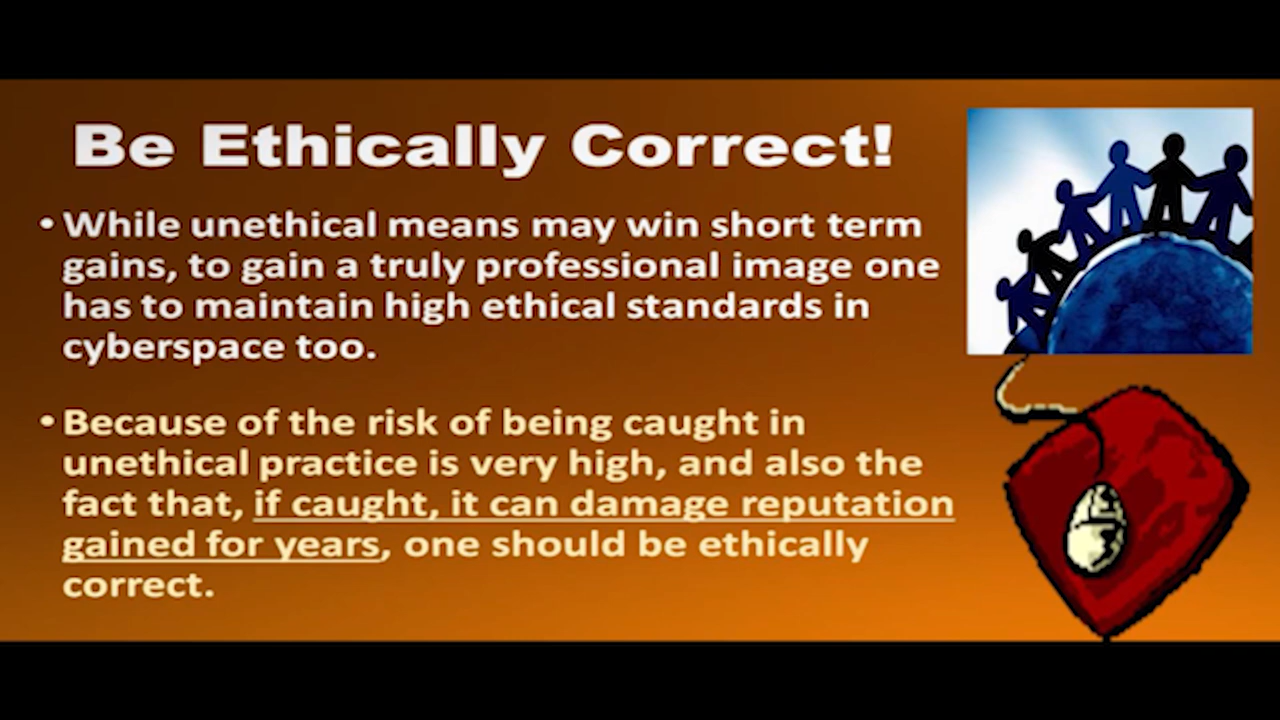 Be Ethically Correct!
• While unethical means may win short term
gains, to gain a truly professional image one
has to maintain high ethical standards in
cyberspace too.
• Because of the risk of being caught in
unethical practice is very high, and also the
fact that, if caught, it can damage reputation
gained for years, one should be ethically
correct.